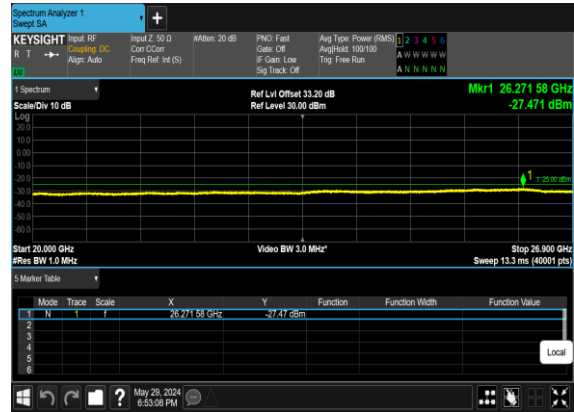 Spectrum Analyzer 1
Swept SA
+
KEYSIGHT
R T
LXI
Input: RF
Coupling: DC
Align: Auto
Input Z: 50 Ω
Corr CCorr
Freq Ref: Int (S)
#Atten: 20 dB
PNO: Fast
Gate: Off
IF Gain: Low
Sig Track: Off
Avg Type: Power (RMS)
Avg|Hold: 100/100
Trig: Free Run
1 2 3 4 5 6
A W W W W W
A N N N N N
1 Spectrum
Scale/Div 10 dB
Ref Lvl Offset 33.20 dB
Ref Level 30.00 dBm
Mkr1 26.271 58 GHz
-27.471 dBm
Log
20.0
10.0
0.00
-10.0
-20.0
-30.0
-40.0
-50.0
-60.0
1
-25.00 dBm
Start 20.000 GHz
#Res BW 1.0 MHz
Video BW 3.0 MHz*
Stop 26.900 GHz
Sweep 13.3 ms (40001 pts)
5 Marker Table
Mode Trace Scale X Y Function Function Width Function Value
1 N 1 f 26.271 58 GHz -27.47 dBm
2
3
4
5
6
Local
?
May 29, 2024
6:53:08 PM